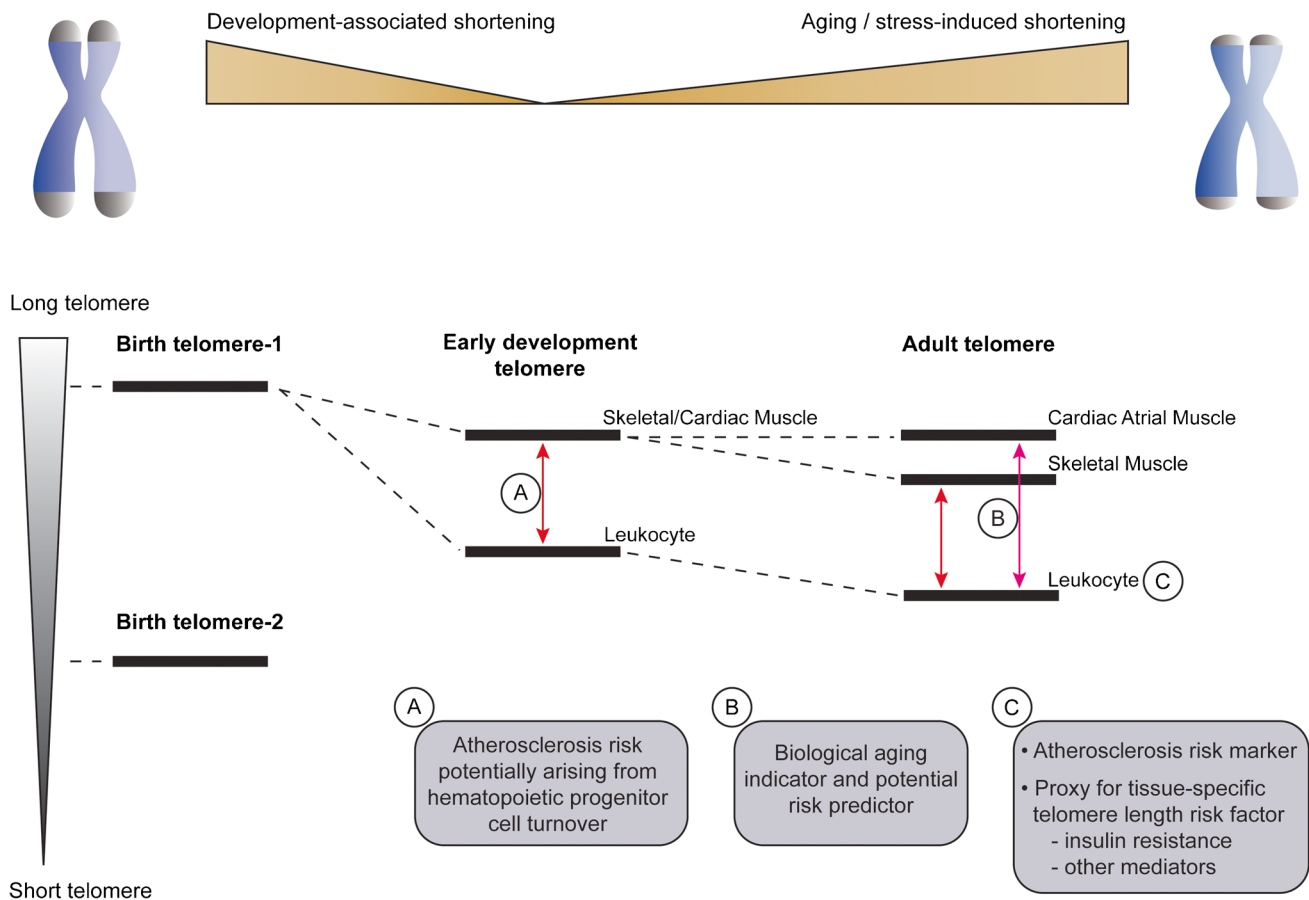 Development-associated shortening
Aging / stress-induced shortening
Long telomere
Birth telomere-1
Early development
telomere
Adult telomere
Skeletal/Cardiac Muscle
Cardiac Atrial Muscle
Skeletal Muscle
A
B
Leukocyte
Leukocyte
C
Birth telomere-2
A
Atherosclerosis risk
potentially arising from
hematopoietic progenitor
cell turnover
B
Biological aging
indicator and potential
risk predictor
C
• Atherosclerosis risk marker
• Proxy for tissue-specific
telomere length risk factor
- insulin resistance
- other mediators
Short telomere